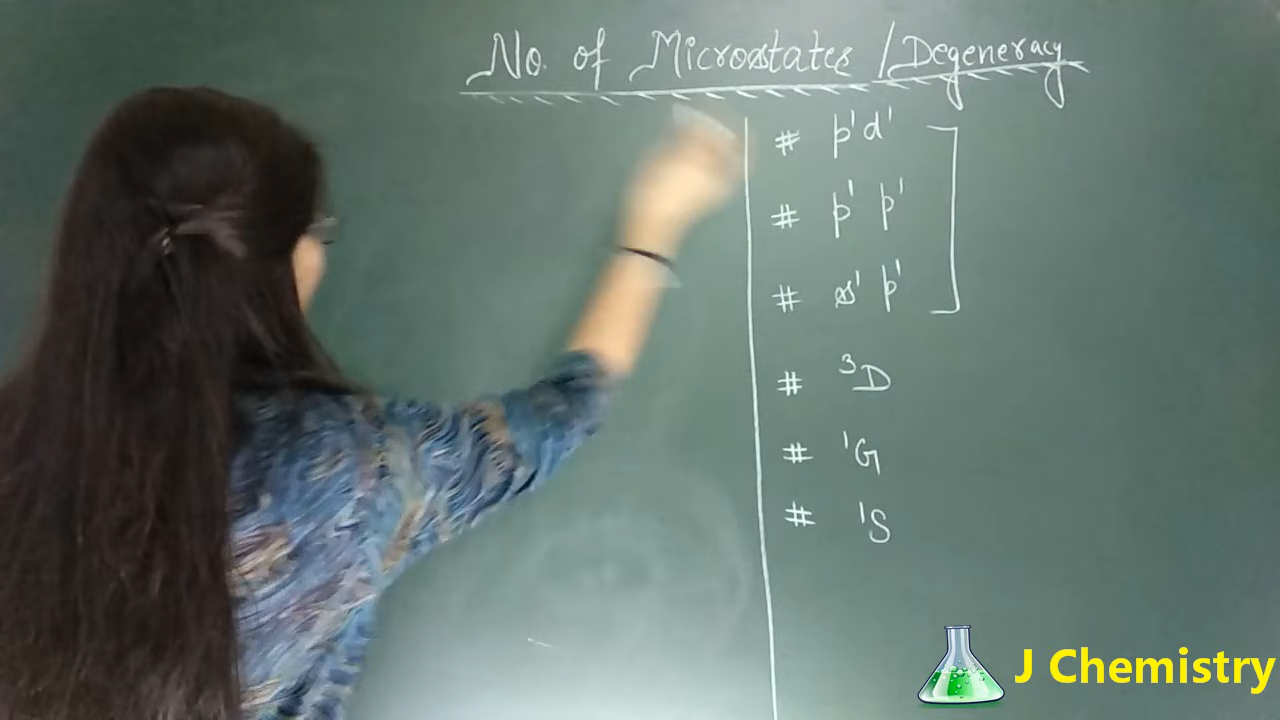 No. of Microstates / Degeneracy
# p¹d¹
# p¹ p¹
# s¹ p¹
# ³D
# ¹G
# ¹S
J Chemistry